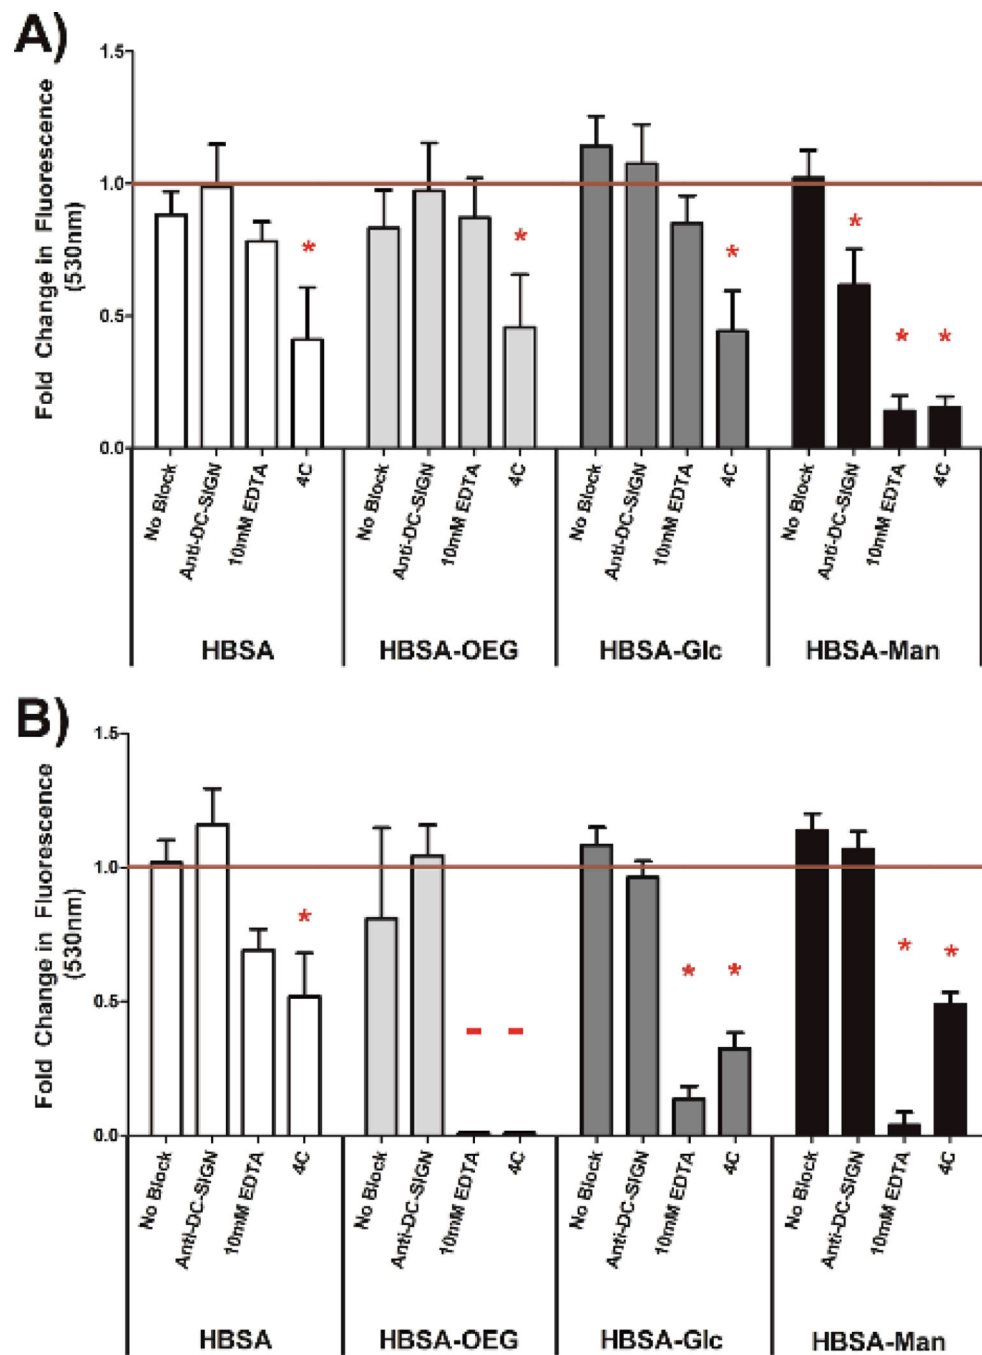 A)
Fold Change in Fluorescence
(530nm)
1.5
1.0
0.5
0.0
No Block
Anti-DC-SIGN
10mM EDTA
4C
No Block
Anti-DC-SIGN
10mM EDTA
4C
No Block
Anti-DC-SIGN
10mM EDTA
4C
No Block
Anti-DC-SIGN
10mM EDTA
4C
HBSA
HBSA-OEG
HBSA-Glc
HBSA-Man
* * * * * *
B)
Fold Change in Fluorescence
(530nm)
1.5
1.0
0.5
0.0
* - - * * * *
No Block
Anti-DC-SIGN
10mM EDTA
4C
No Block
Anti-DC-SIGN
10mM EDTA
4C
No Block
Anti-DC-SIGN
10mM EDTA
4C
No Block
Anti-DC-SIGN
10mM EDTA
4C
HBSA
HBSA-OEG
HBSA-Glc
HBSA-Man